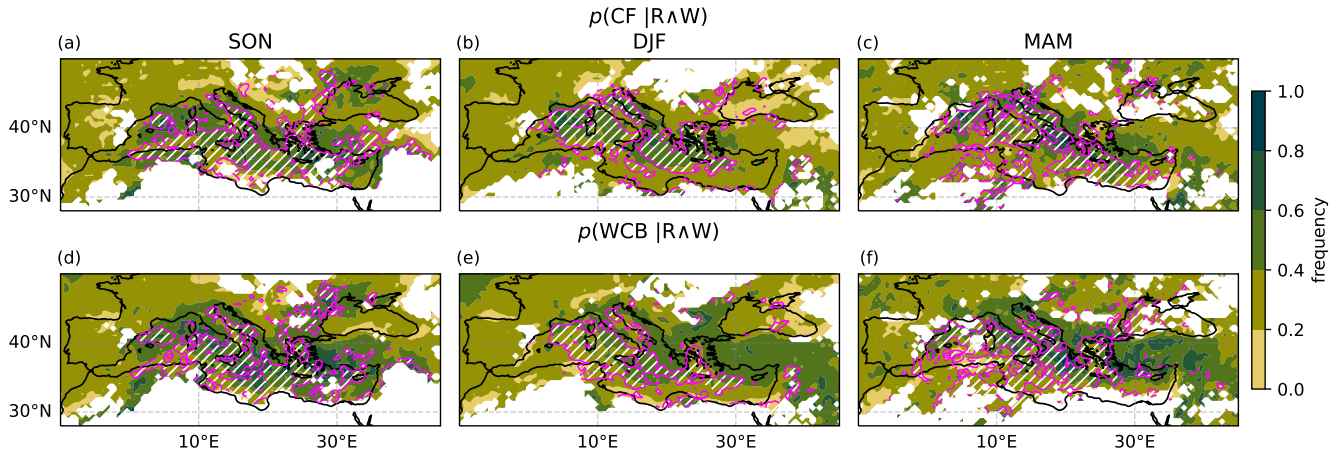 p(CF |R∧W)
(a) SON (b) DJF (c) MAM
40°N
30°N
p(WCB |R∧W)
(d) (e) (f)
40°N
30°N
10°E 30°E 10°E 30°E 10°E 30°E
1.0
0.8
0.6
0.4
0.2
0.0
frequency